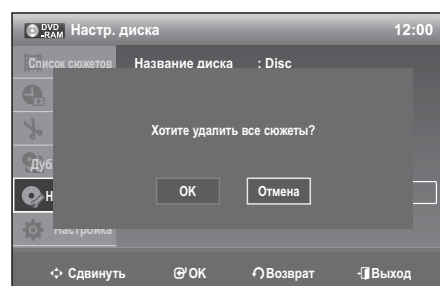 DVD -RAM Настр. диска 12:00
Список сюжетов Название диска : Disc
Хотите удалить все сюжеты?
Дуб
OK Отмена
Н
Настройка
Сдвинуть OK Возврат Выход